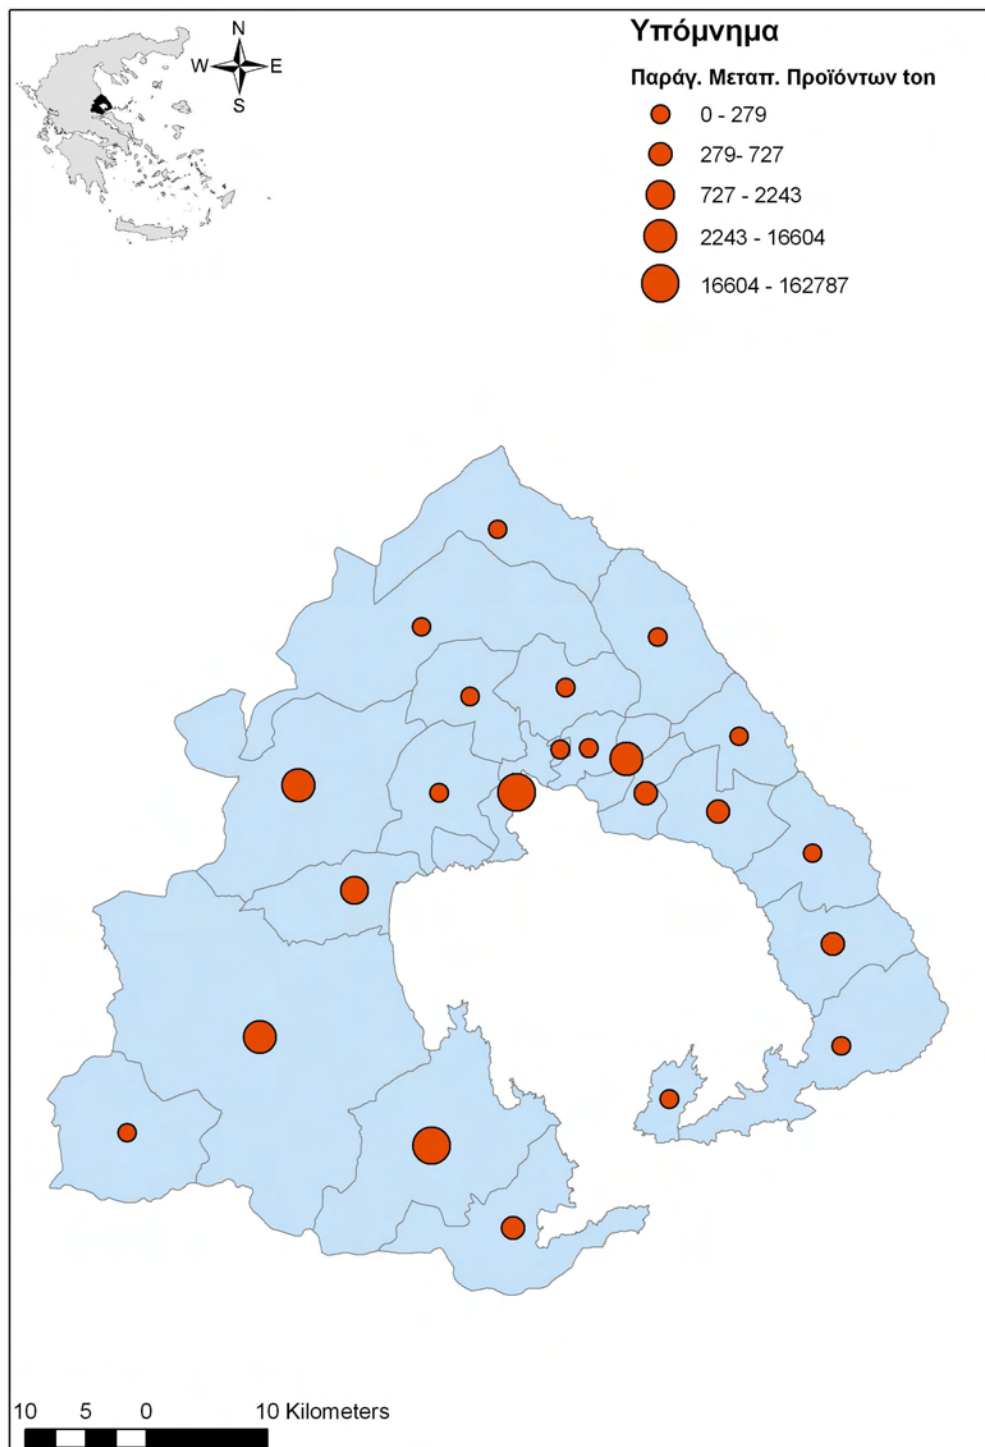 N
W E
S
Υπόμνημα
Παράγ. Μεταπ. Προϊόντων ton
0 - 279
279- 727
727 - 2243
2243 - 16604
16604 - 162787
10 5 0 10 Kilometers